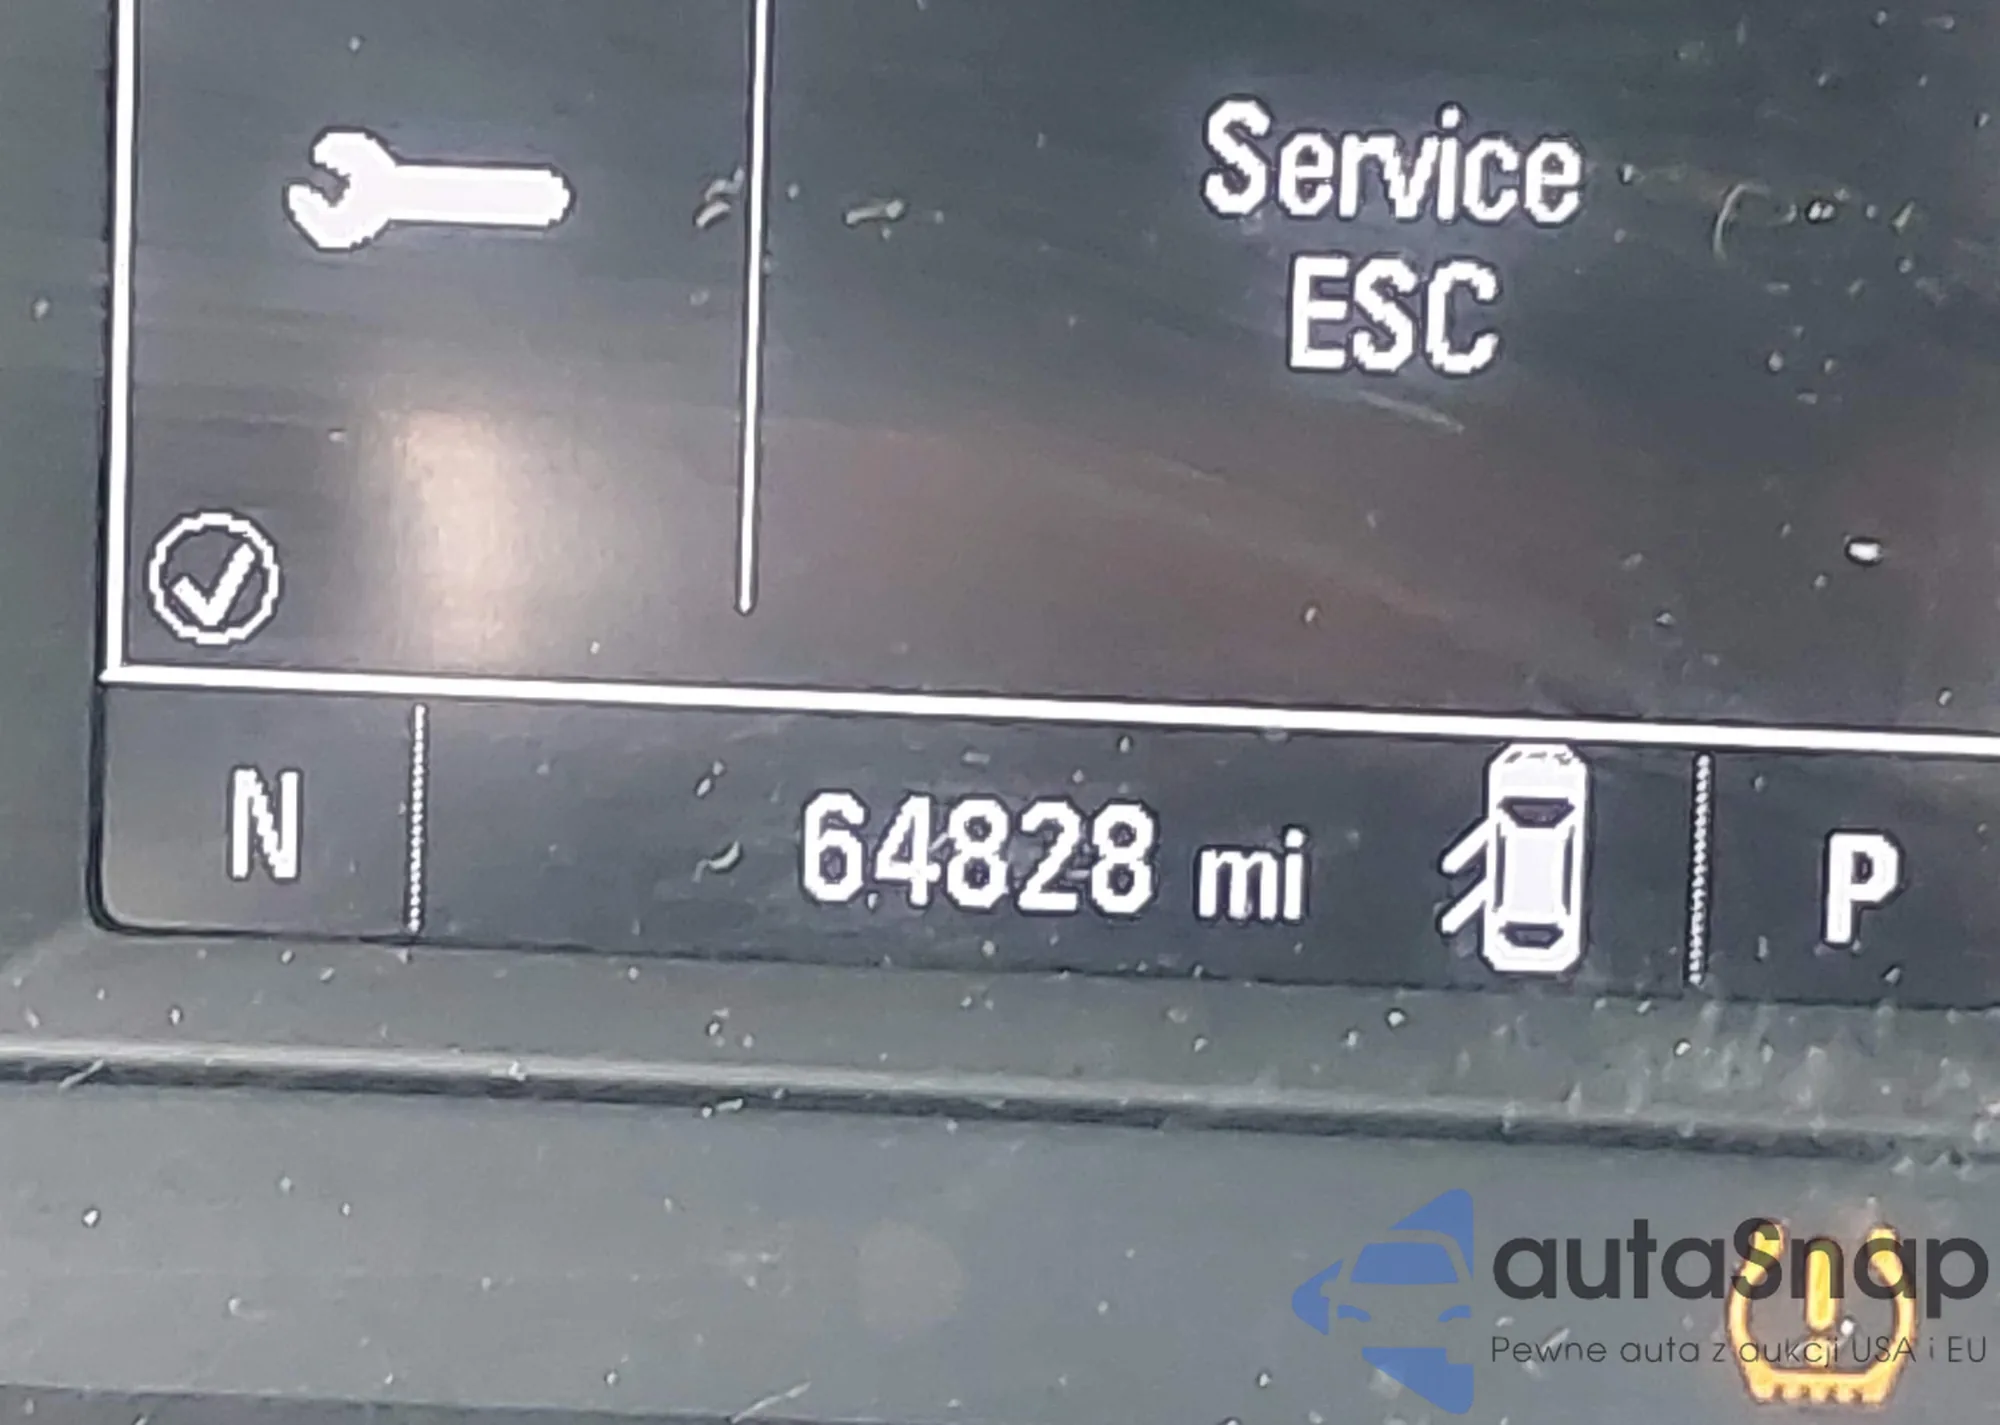 Service
ESC
N 64828 mi P
autaSnap
Pewne auta z aukcji USA i EU